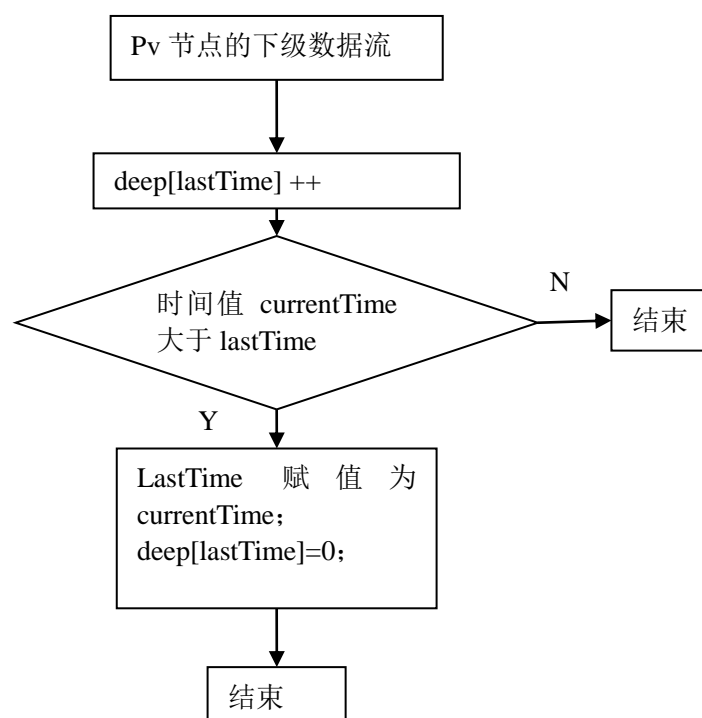 Pv 节点的下级数据流
deep[lastTime] ++
时间值 currentTime
大于 lastTime
N
结束
Y
LastTime 赋值为
currentTime；
deep[lastTime]=0；
结束